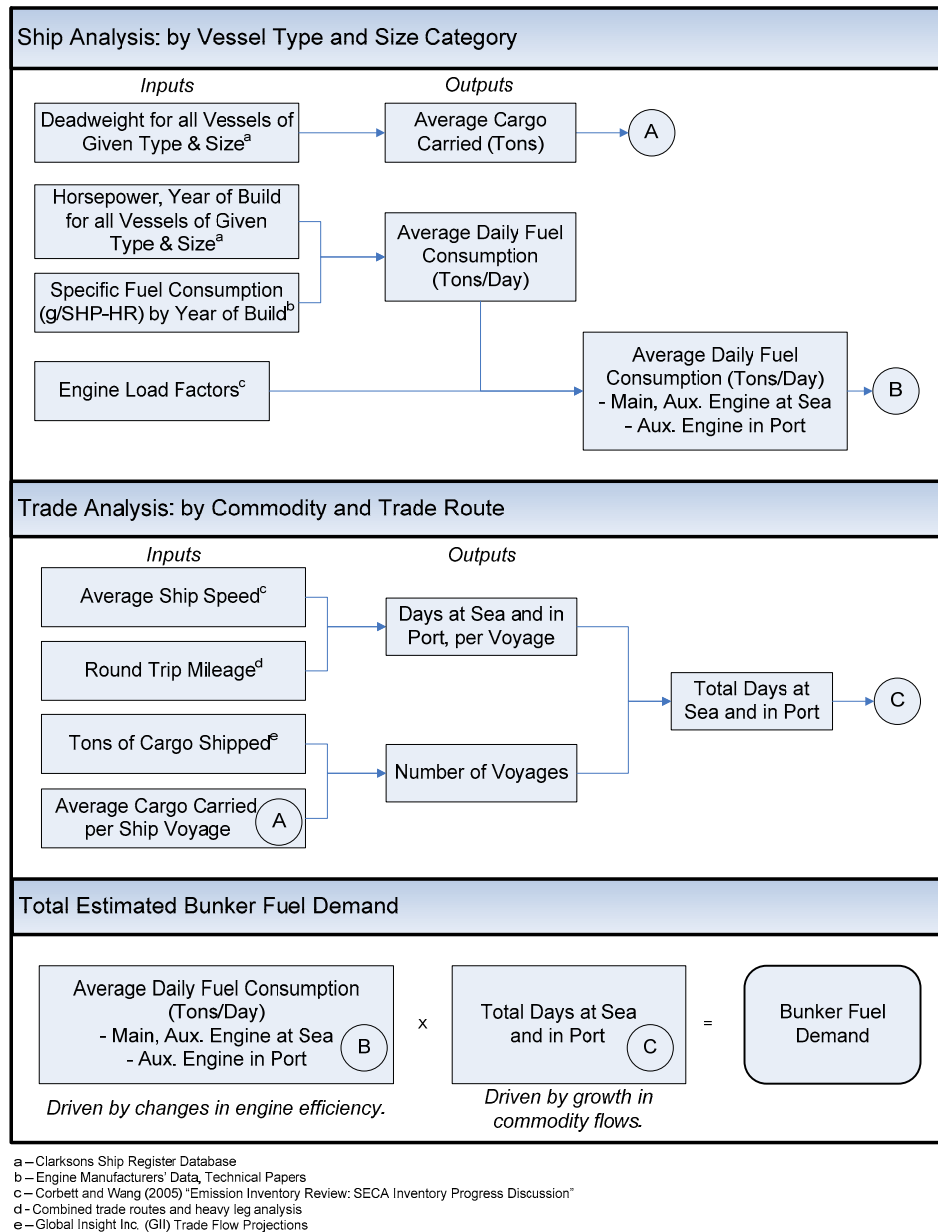 Ship Analysis: by Vessel Type and Size Category
Inputs
Outputs
Deadweight for all Vessels of
Given Type & Size^a
Average Cargo
Carried (Tons)
A
Horsepower, Year of Build
for all Vessels of Given
Type & Size^a
Average Daily Fuel
Consumption
(Tons/Day)
Specific Fuel Consumption
(g/SHP-HR) by Year of Build^b
Engine Load Factors^c
Average Daily Fuel
Consumption (Tons/Day)
- Main, Aux. Engine at Sea
- Aux. Engine in Port
B
Trade Analysis: by Commodity and Trade Route
Inputs
Outputs
Average Ship Speed^c
Round Trip Mileage^d
Days at Sea and in
Port, per Voyage
Tons of Cargo Shipped^e
Average Cargo Carried
per Ship Voyage
A
Number of Voyages
Total Days at
Sea and in Port
C
Total Estimated Bunker Fuel Demand
Average Daily Fuel Consumption
(Tons/Day)
- Main, Aux. Engine at Sea
- Aux. Engine in Port
B
x
Total Days at Sea
and in Port
C
=
Bunker Fuel
Demand
Driven by changes in engine efficiency.
Driven by growth in
commodity flows.
a – Clarksons Ship Register Database
b – Engine Manufacturers' Data, Technical Papers
c – Corbett and Wang (2005) "Emission Inventory Review: SECA Inventory Progress Discussion"
d - Combined trade routes and heavy leg analysis
e – Global Insight Inc. (GII) Trade Flow Projections